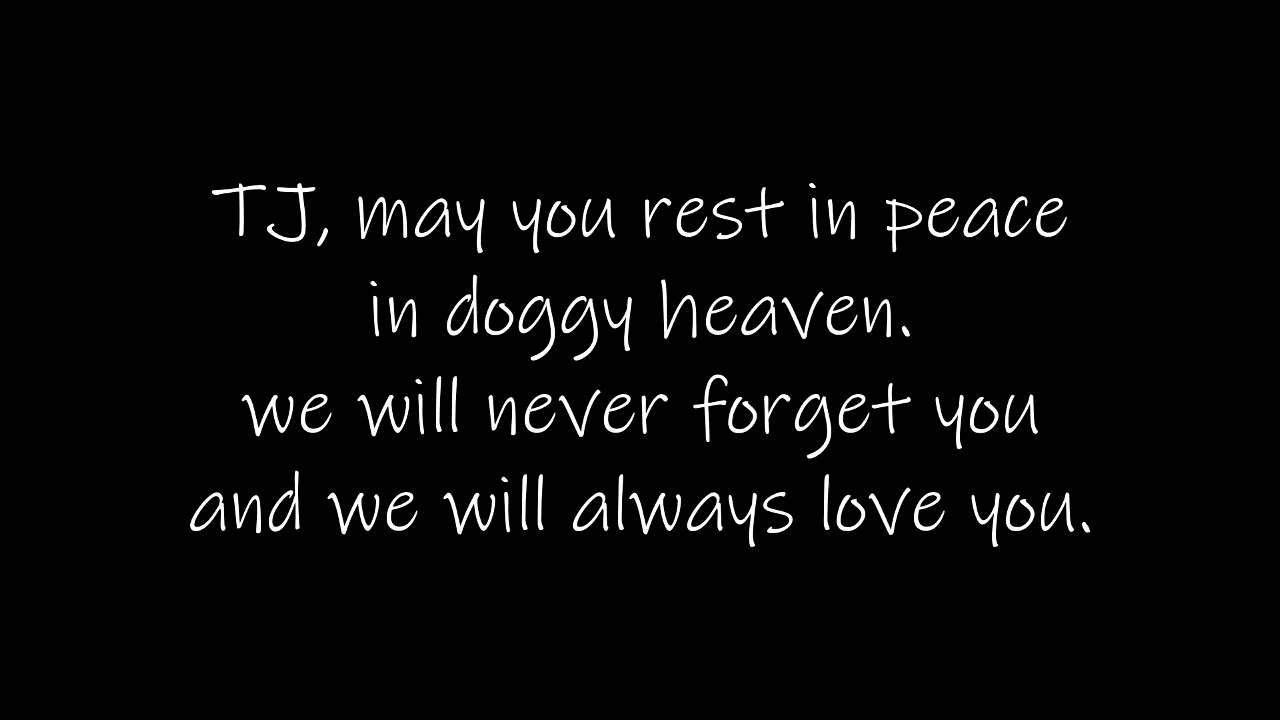 TJ, may you rest in peace
in doggy heaven.
we will never forget you
and we will always love you.